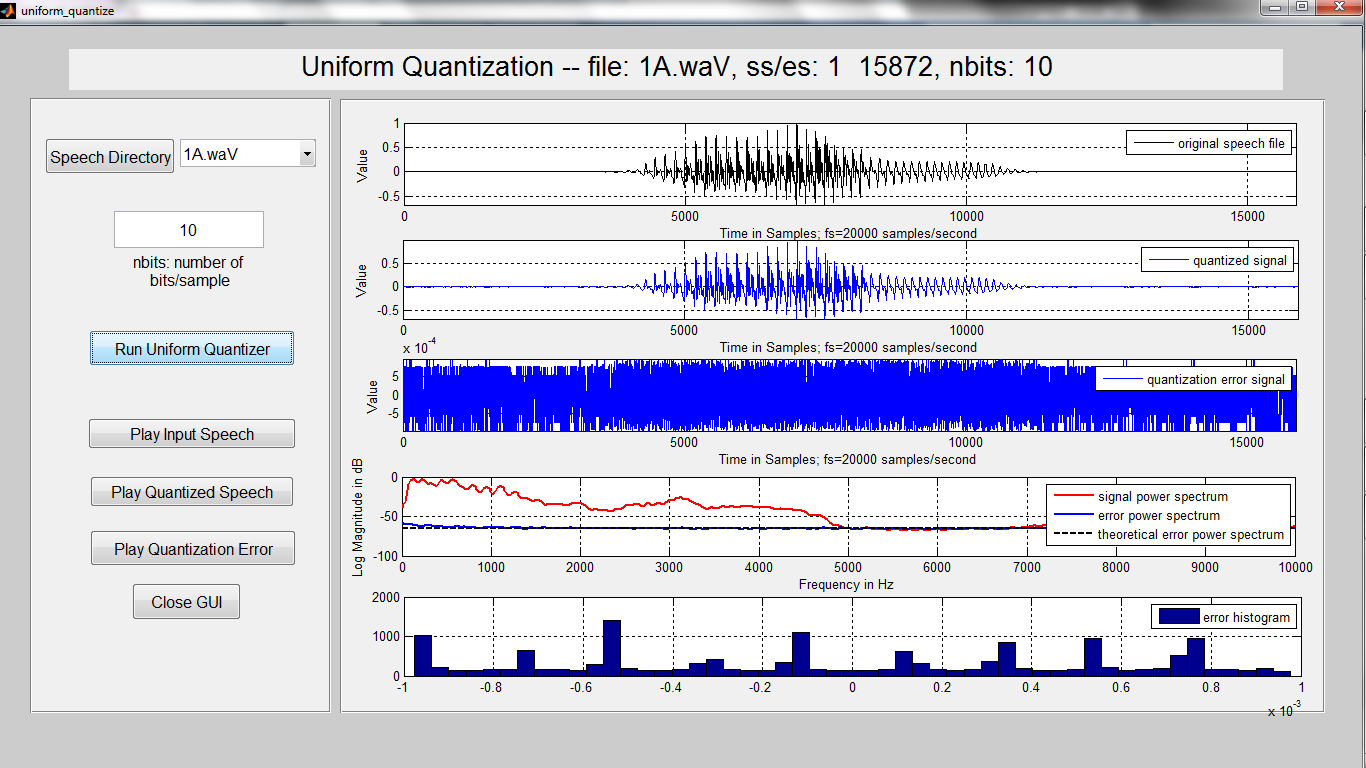 uniform_quantize
Uniform Quantization -- file: 1A.waV, ss/es: 1  15872, nbits: 10
Speech Directory
1A.waV
10
nbits: number of
bits/sample
Run Uniform Quantizer
Play Input Speech
Play Quantized Speech
Play Quantization Error
Close GUI
1
0.5
0
-0.5
Value
original speech file
0 5000 10000 15000
Time in Samples; fs=20000 samples/second
0.5
0
-0.5
Value
quantized signal
0 5000 10000 15000
Time in Samples; fs=20000 samples/second
x 10-4
5
0
-5
Value
quantization error signal
0 5000 10000 15000
Time in Samples; fs=20000 samples/second
0
-50
-100
Log Magnitude in dB
signal power spectrum
error power spectrum
theoretical error power spectrum
0 1000 2000 3000 4000 5000 6000 7000 8000 9000 10000
Frequency in Hz
2000
1000
0
error histogram
-1 -0.8 -0.6 -0.4 -0.2 0 0.2 0.4 0.6 0.8 1
x 10-3